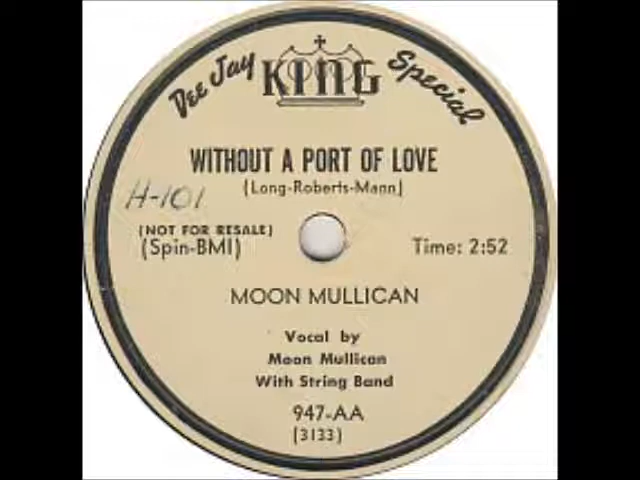 Dee Jay KING Special
WITHOUT A PORT OF LOVE
(Long-Roberts-Mann)
H-101
(NOT FOR RESALE)
(Spin-BMI) Time: 2:52
MOON MULLICAN
Vocal by
Moon Mullican
With String Band
947-AA
(3133)